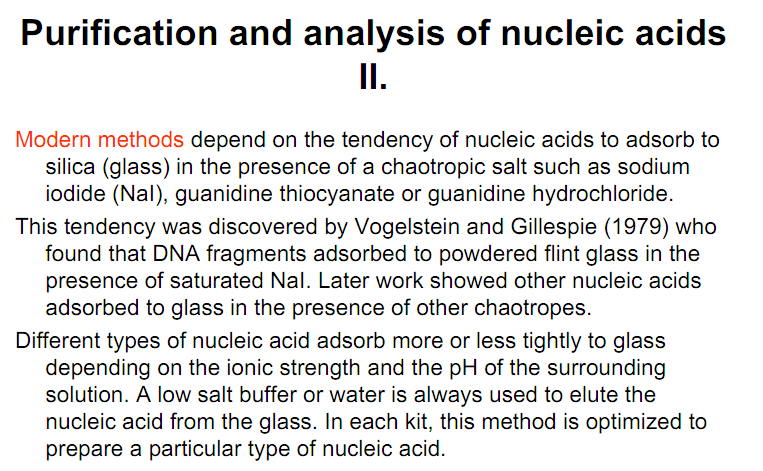 Purification and analysis of nucleic acids
II.
Modern methods depend on the tendency of nucleic acids to adsorb to
silica (glass) in the presence of a chaotropic salt such as sodium
iodide (NaI), guanidine thiocyanate or guanidine hydrochloride.
This tendency was discovered by Vogelstein and Gillespie (1979) who
found that DNA fragments adsorbed to powdered flint glass in the
presence of saturated NaI. Later work showed other nucleic acids
adsorbed to glass in the presence of other chaotropes.
Different types of nucleic acid adsorb more or less tightly to glass
depending on the ionic strength and the pH of the surrounding
solution. A low salt buffer or water is always used to elute the
nucleic acid from the glass. In each kit, this method is optimized to
prepare a particular type of nucleic acid.